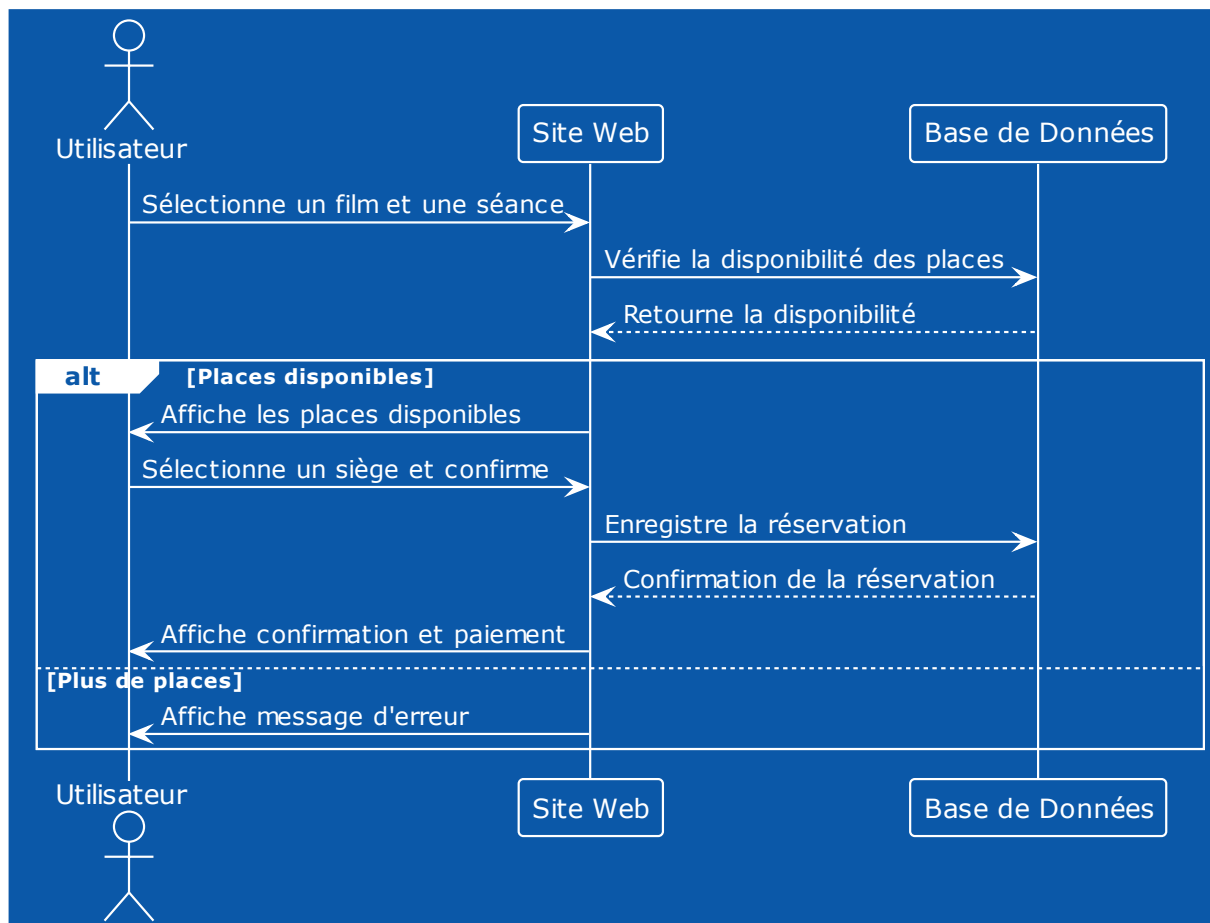 Utilisateur
Site Web
Base de Données
Sélectionne un film et une séance
Vérifie la disponibilité des places
Retourne la disponibilité
alt [Places disponibles]
Affiche les places disponibles
Sélectionne un siège et confirme
Enregistre la réservation
Confirmation de la réservation
Affiche confirmation et paiement
[Plus de places]
Affiche message d'erreur
Utilisateur
Site Web
Base de Données